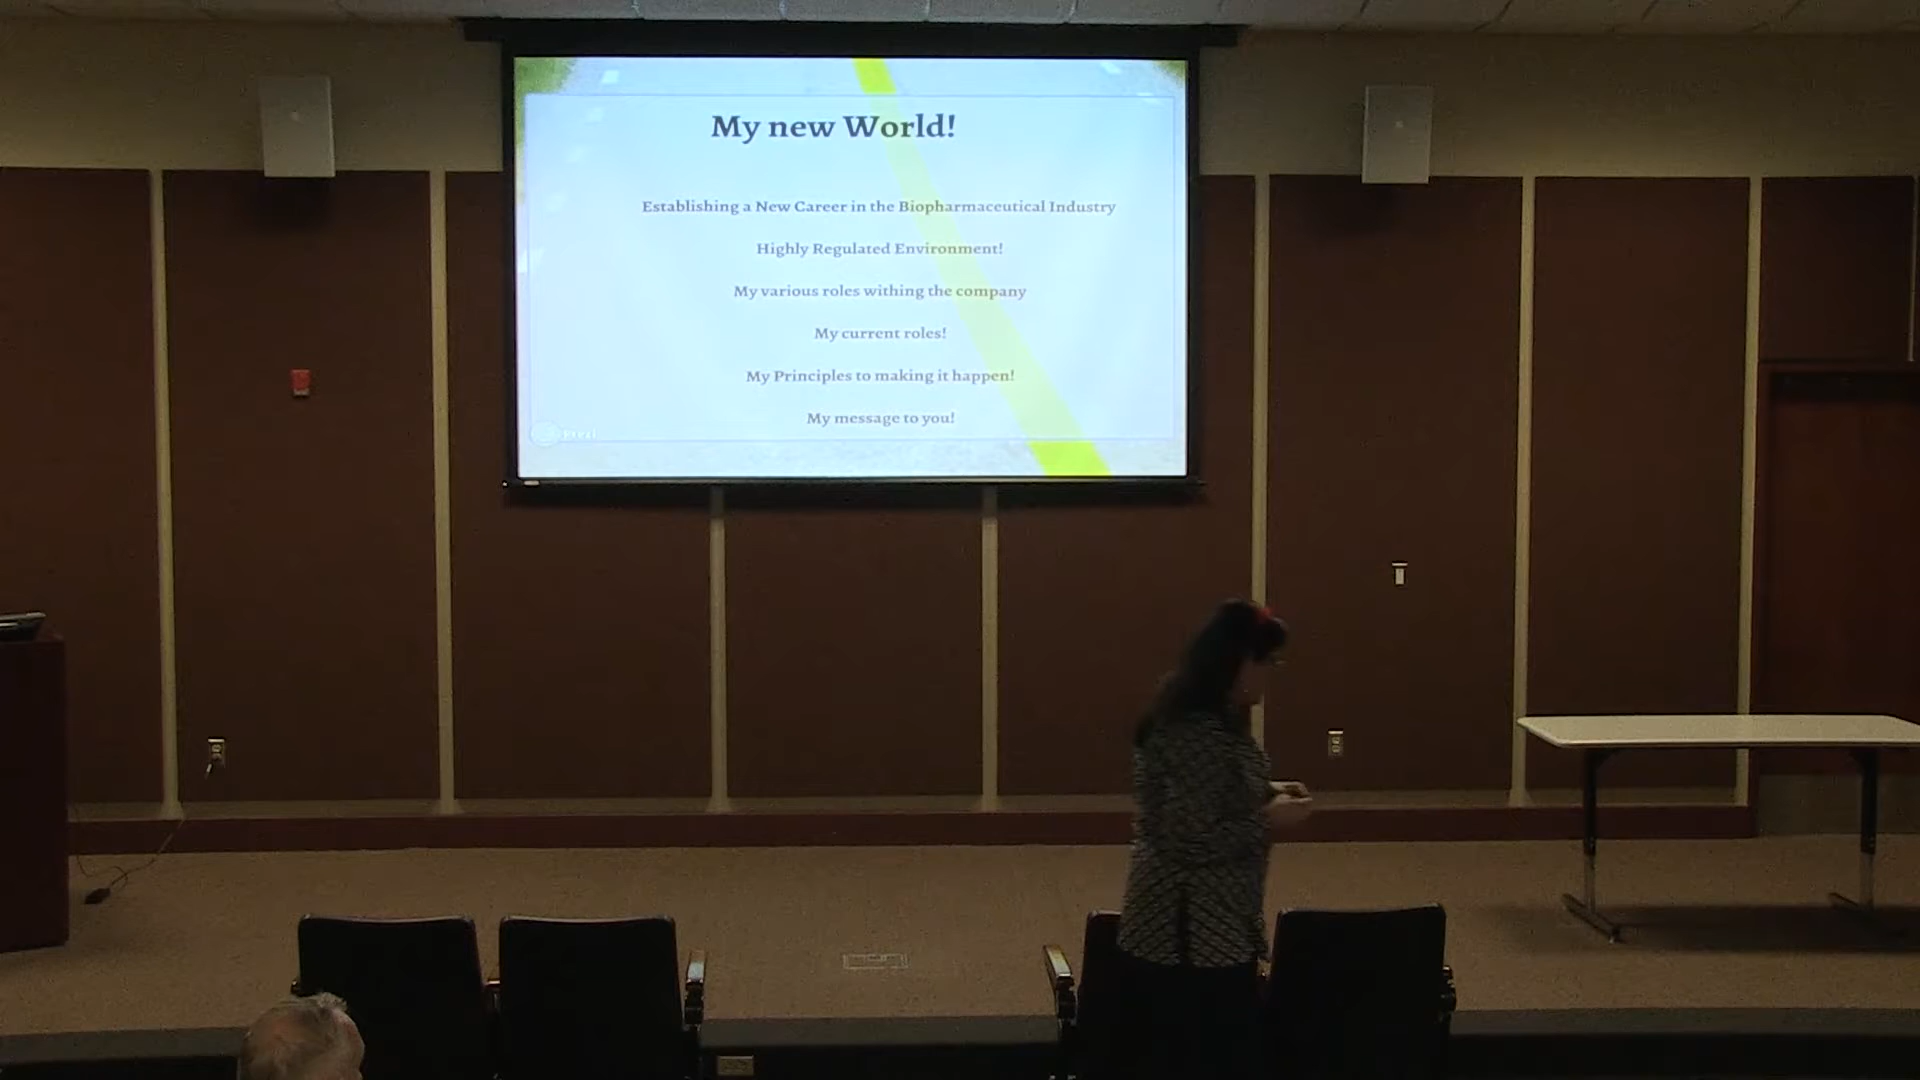 My new World!
Establishing a New Career in the Biopharmaceutical Industry
Highly Regulated Environment!
My various roles withing the company
My current roles!
My Principles to making it happen!
My message to you!
Prezi